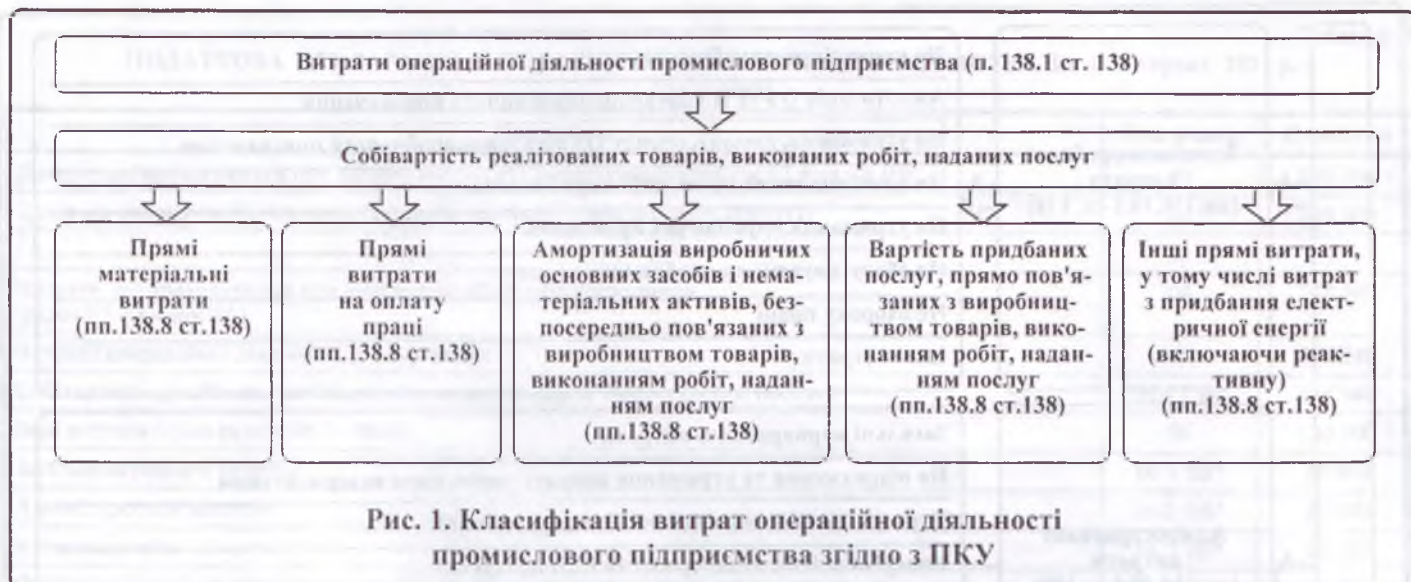 Витрати операційної діяльності промислового підприємства (п. 138.1 ст. 138)
Собівартість реалізованих товарів, виконаних робіт, наданих послуг
Прямі
матеріальні
витрати
(пп.138.8 ст.138)
Прямі
витрати
на оплату
праці
(пп.138.8 ст.138)
Амортизація виробничих
основних засобів та нема-
теріальних активів, без-
посередньо пов'язаних з
виробництвом товарів,
виконанням робіт, надан-
ням послуг
(пп.138.8 ст.138)
Вартість придбаних
послуг, прямо пов'я-
заних з виробниц-
твом товарів, вико-
нанням робіт, надан-
ням послуг
(пп.138.8 ст.138)
Інші прямі витрати,
у тому числі витрат
з придбання елект-
ричної енергії
(включаючи реак-
тивну)
(пп.138.8 ст.138)
Рис. 1. Класифікація витрат операційної діяльності
промислового підприємства згідно з ПКУ